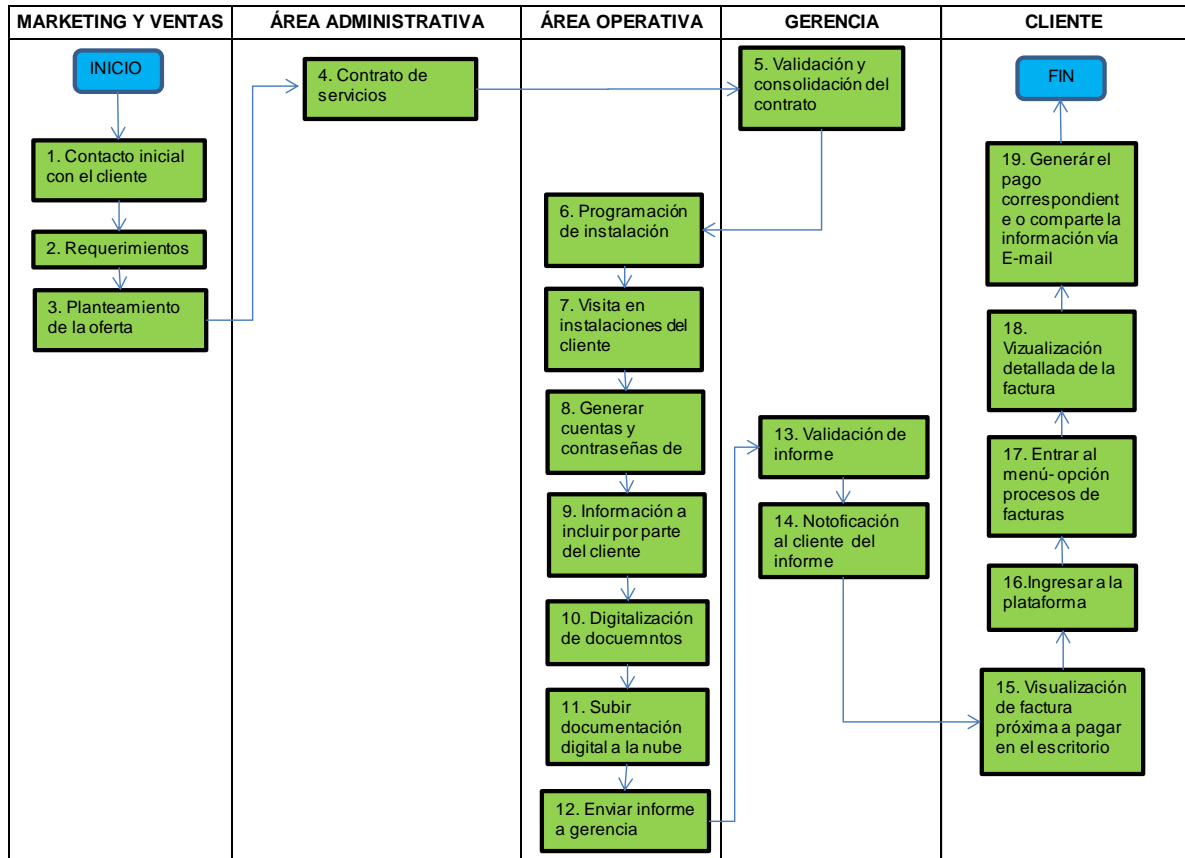 MARKETING Y VENTAS
ÁREA ADMINISTRATIVA
ÁREA OPERATIVA
GERENCIA
CLIENTE
INICIO
1. Contacto inicial
con el cliente
2. Requerimientos
3. Planteamiento
de la oferta
4. Contrato de
servicios
5. Validación y
consolidación del
contrato
6. Programación
de instalación
7. Visita en
instalaciones del
cliente
8. Generar
cuentas y
contraseñas de
9. Información a
incluir por parte
del cliente
10. Digitalización
de docuemntos
11. Subir
documentación
digital a la nube
12. Enviar informe
a gerencia
13. Validación de
informe
14. Notoficación
al cliente del
informe
15. Visualización
de factura
próxima a pagar
en el escritorio
16.Ingresar a la
plataforma
17. Entrar al
menú- opción
procesos de
facturas
18.
Vizualización
detallada de la
factura
19. Generár el
pago
correspondient
e o comparte la
información vía
E-mail
FIN